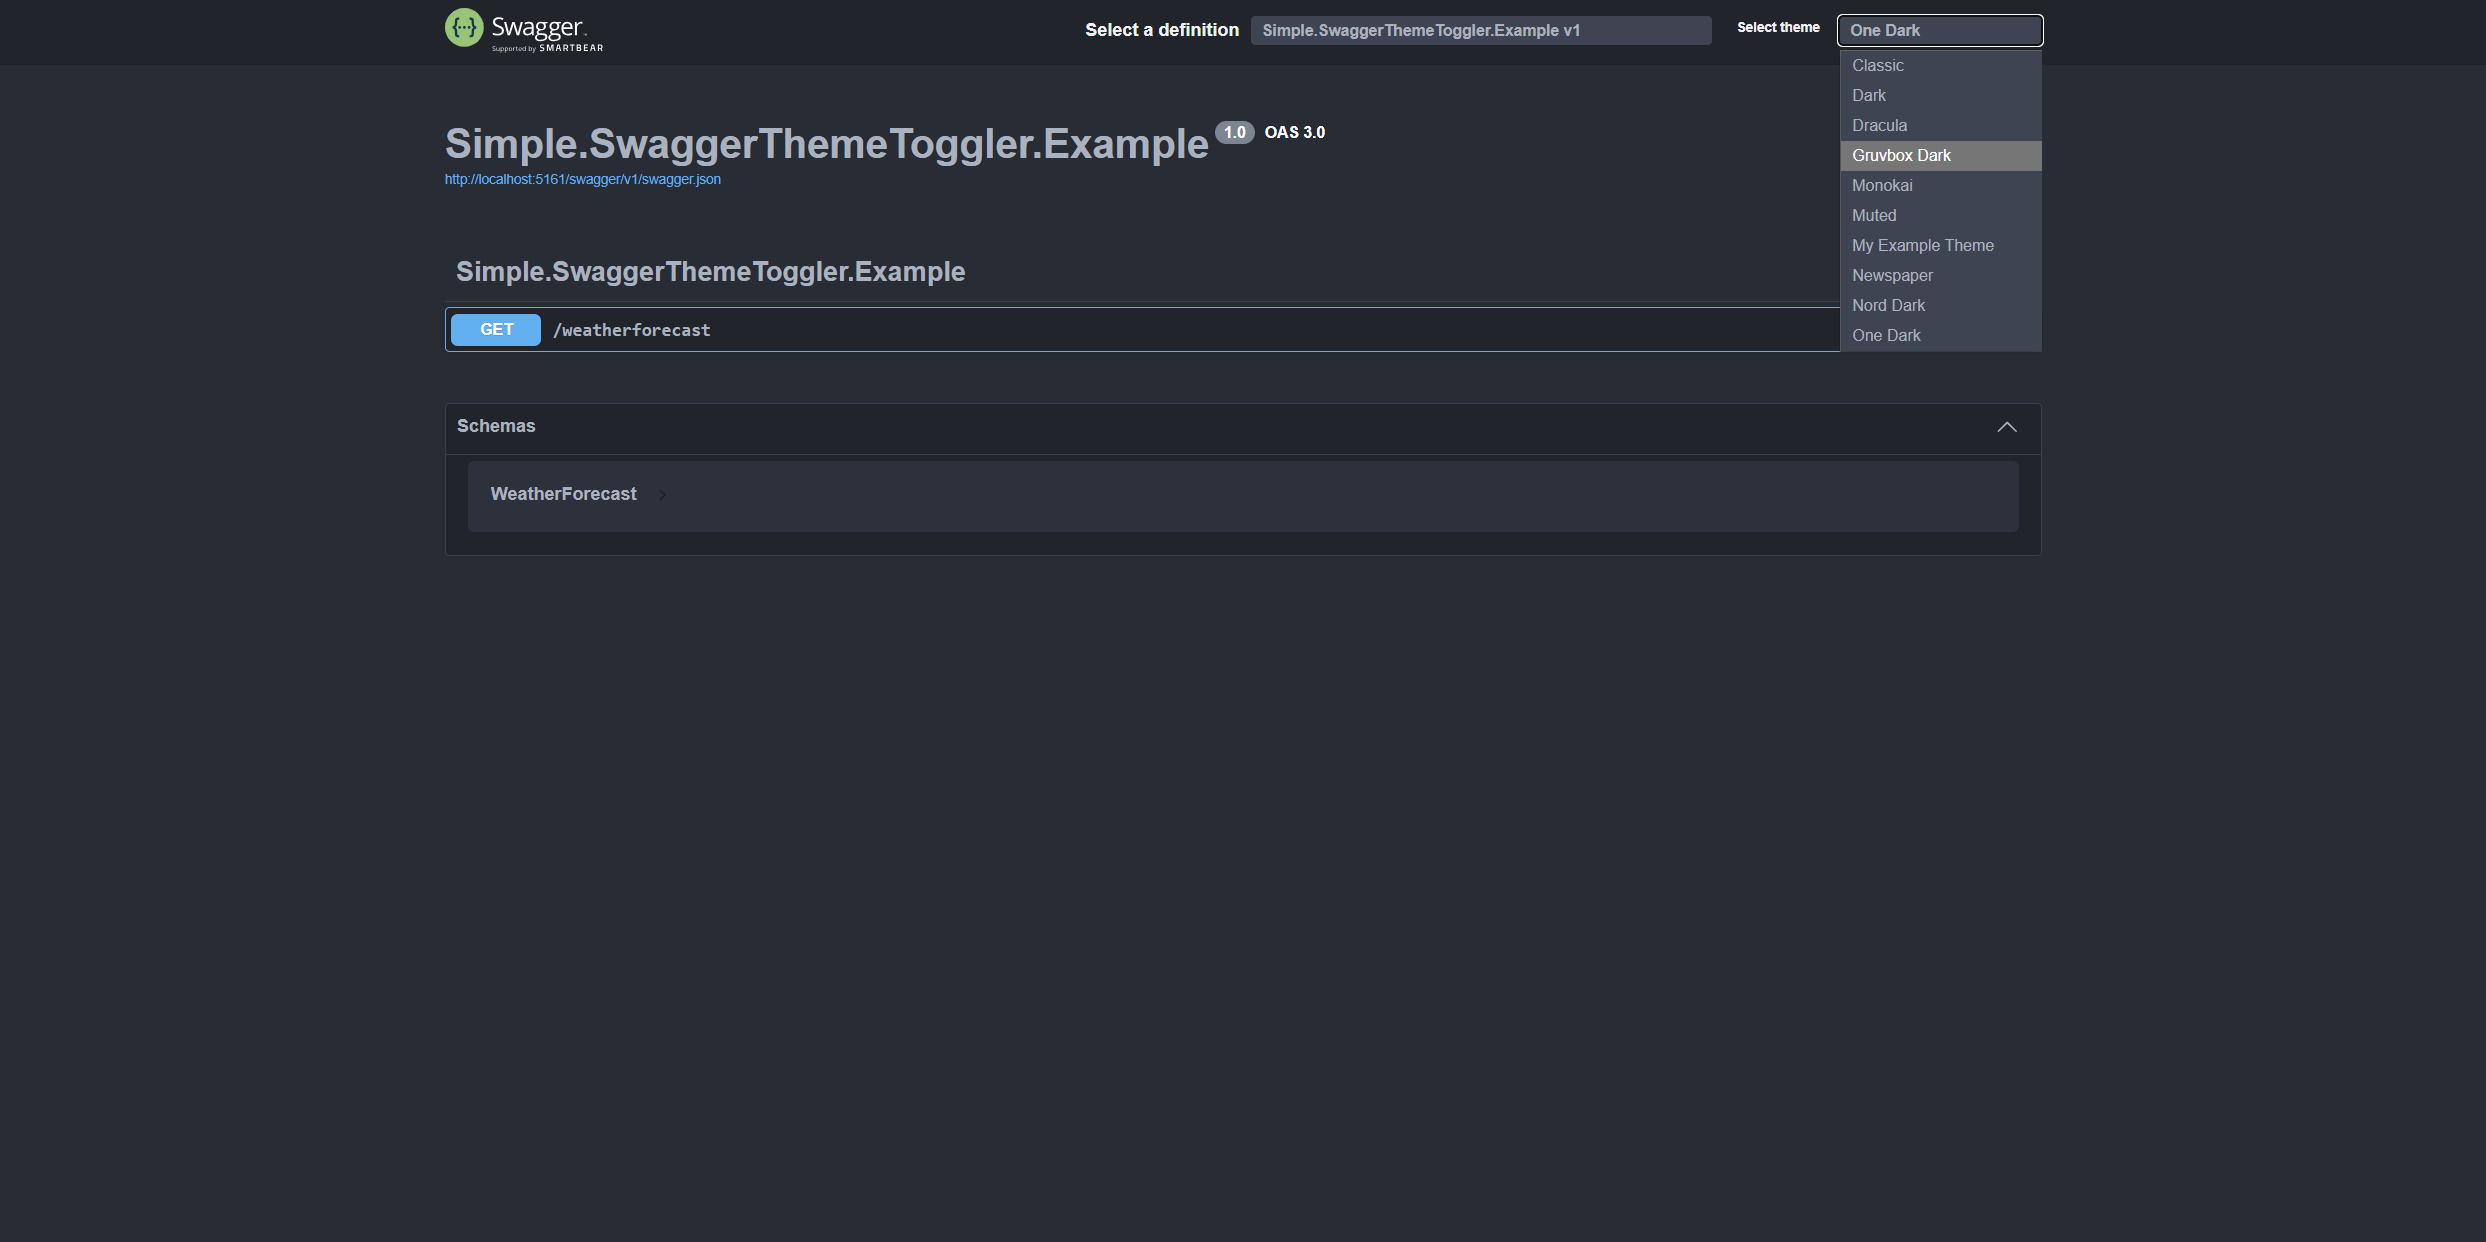 Swagger
Supported by SMARTBEAR
Select a definition
Simple.SwaggerThemeToggler.Example v1
Select theme
One Dark
Classic
Dark
Dracula
Gruvbox Dark
Monokai
Muted
My Example Theme
Newspaper
Nord Dark
One Dark
Simple.SwaggerThemeToggler.Example 1.0 OAS 3.0
http://localhost:5161/swagger/v1/swagger.json
Simple.SwaggerThemeToggler.Example
GET /weatherforecast
Schemas
WeatherForecast